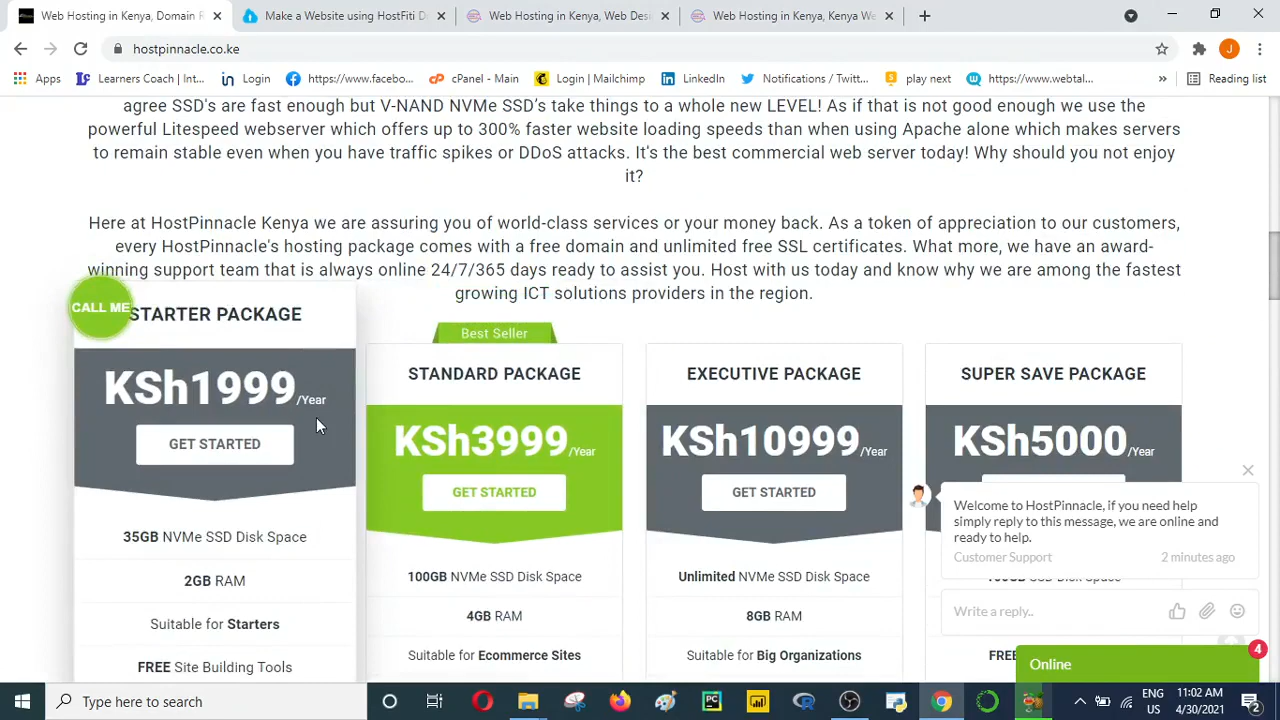 Web Hosting in Kenya, Domain R
Make a Website using HostFiti D
Web Hosting in Kenya, Web Des
Web Hosting in Kenya, Kenya We
hostpinnacle.co.ke
J
Apps
Learners Coach | Int...
Login
https://www.facebo...
cPanel - Main
Login | Mailchimp
LinkedIn
Notifications / Twitt...
play next
https://www.webtal...
Reading list
agree SSD's are fast enough but V-NAND NVMe SSD's take things to a whole new LEVEL! As if that is not good enough we use the
powerful Litespeed webserver which offers up to 300% faster website loading speeds than when using Apache alone which makes servers
to remain stable even when you have traffic spikes or DDoS attacks. It's the best commercial web server today! Why should you not enjoy
it?
Here at HostPinnacle Kenya we are assuring you of world-class services or your money back. As a token of appreciation to our customers,
every HostPinnacle's hosting package comes with a free domain and unlimited free SSL certificates. What more, we have an award-
winning support team that is always online 24/7/365 days ready to assist you. Host with us today and know why we are among the fastest
growing ICT solutions providers in the region.
CALL ME
STARTER PACKAGE
KSh1999/Year
GET STARTED
35GB NVMe SSD Disk Space
2GB RAM
Suitable for Starters
FREE Site Building Tools
Best Seller
STANDARD PACKAGE
KSh3999/Year
GET STARTED
100GB NVMe SSD Disk Space
4GB RAM
Suitable for Ecommerce Sites
EXECUTIVE PACKAGE
KSh10999/Year
GET STARTED
Unlimited NVMe SSD Disk Space
8GB RAM
Suitable for Big Organizations
SUPER SAVE PACKAGE
KSh5000/Year
Welcome to HostPinnacle, if you need help
simply reply to this message, we are online and
ready to help.
Customer Support
2 minutes ago
Write a reply..
FREE
4
Online
Type here to search
PC
ENG
US
11:02 AM
4/30/2021
2